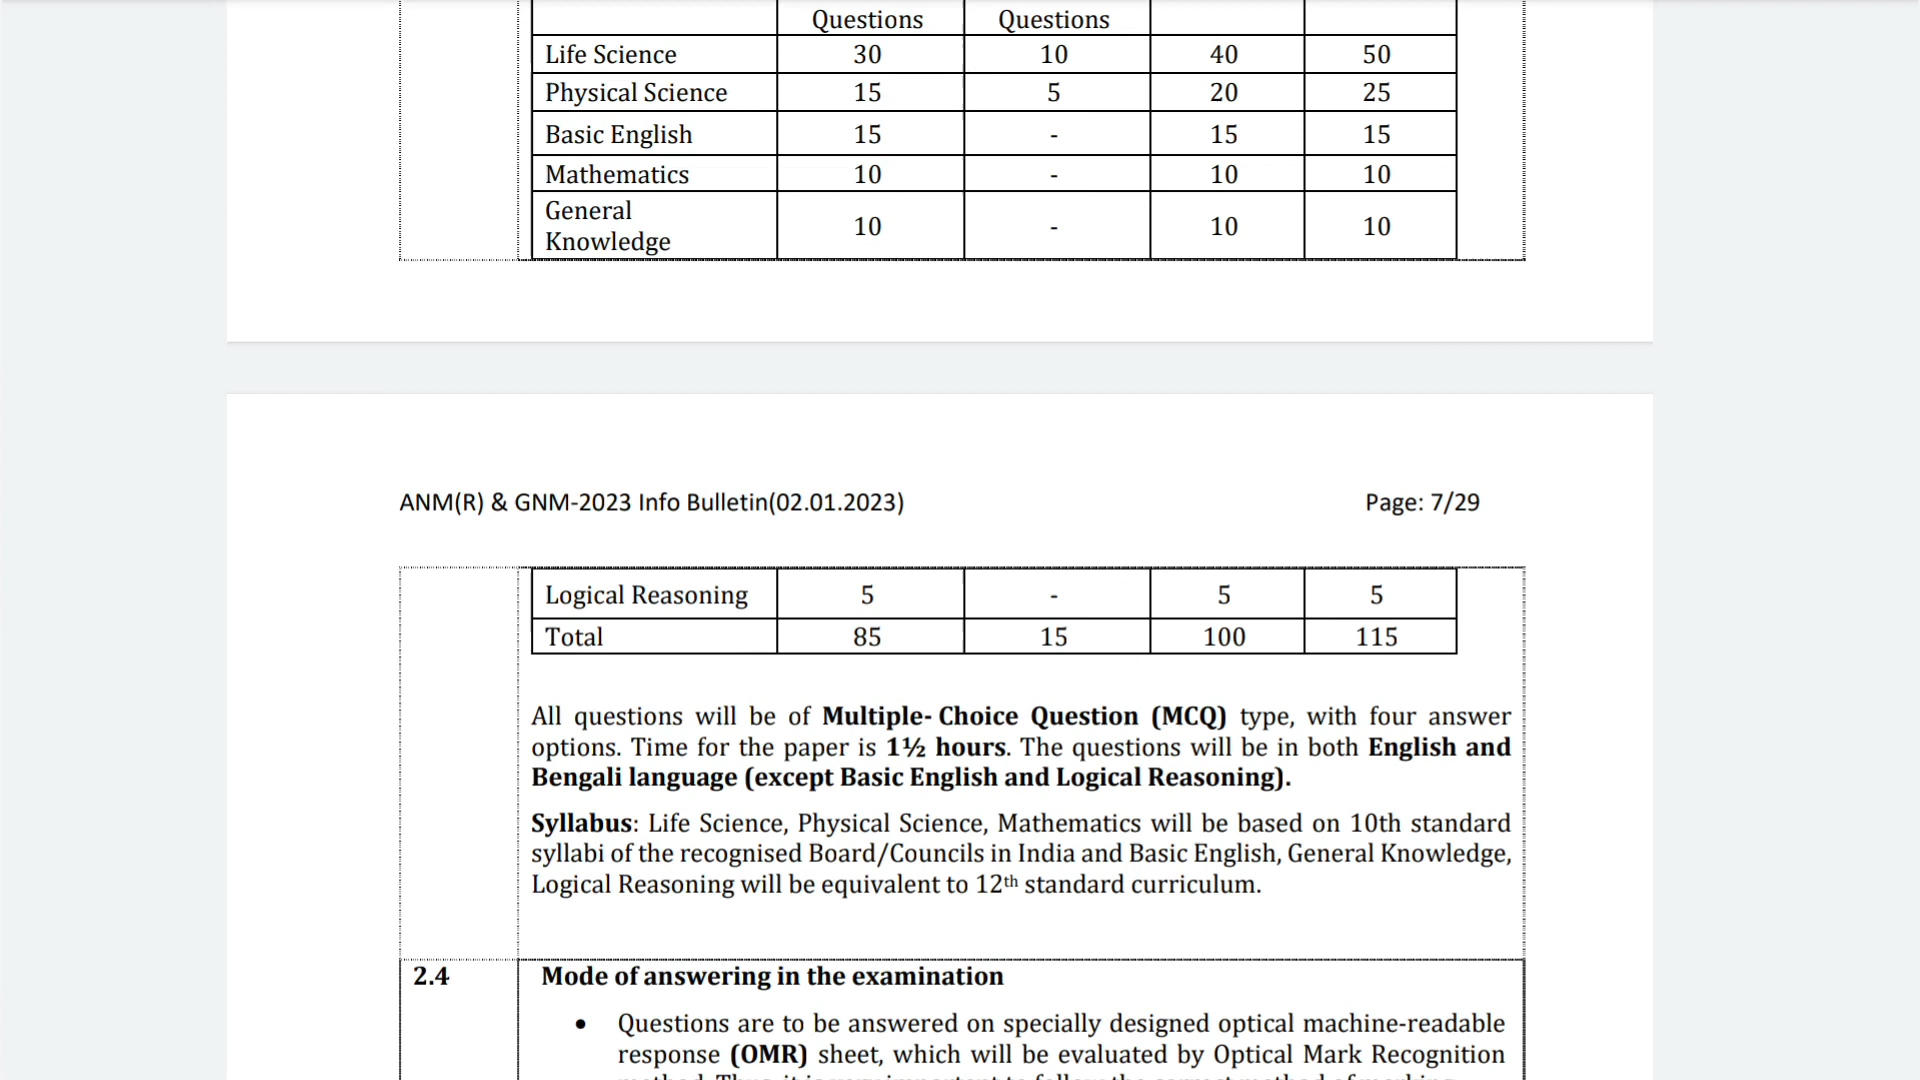 Questions Questions
Life Science 30 10 40 50
Physical Science 15 5 20 25
Basic English 15 - 15 15
Mathematics 10 - 10 10
General Knowledge 10 - 10 10
ANM(R) & GNM-2023 Info Bulletin(02.01.2023) Page: 7/29
Logical Reasoning 5 - 5 5
Total 85 15 100 115
All questions will be of Multiple- Choice Question (MCQ) type, with four answer
options. Time for the paper is 1½ hours. The questions will be in both English and
Bengali language (except Basic English and Logical Reasoning).
Syllabus: Life Science, Physical Science, Mathematics will be based on 10th standard
syllabi of the recognised Board/Councils in India and Basic English, General Knowledge,
Logical Reasoning will be equivalent to 12th standard curriculum.
2.4 Mode of answering in the examination
• Questions are to be answered on specially designed optical machine-readable
response (OMR) sheet, which will be evaluated by Optical Mark Recognition